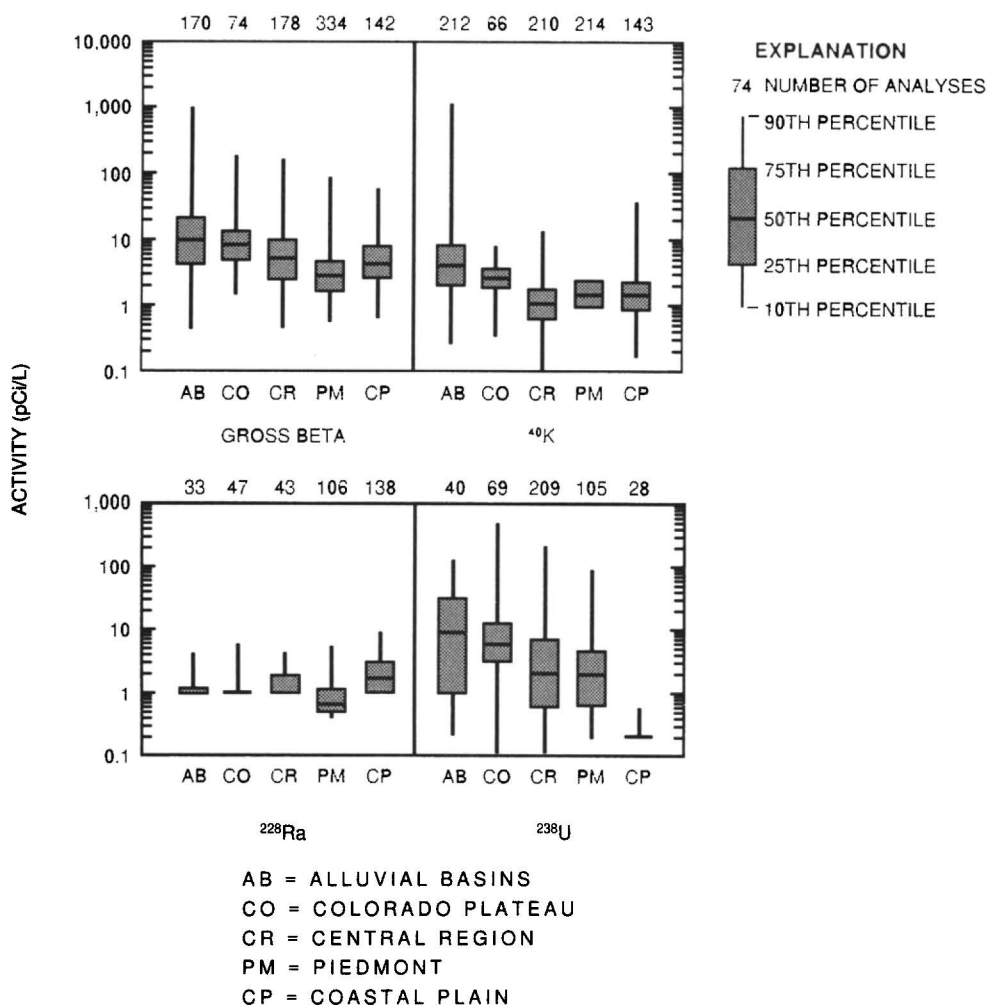 170 74 178 334 142 212 66 210 214 143
10.000
1,000
100
10
1
0.1
AB CO CR PM CP AB CO CR PM CP
GROSS BETA ⁴⁰K
EXPLANATION
74 NUMBER OF ANALYSES
90TH PERCENTILE
75TH PERCENTILE
50TH PERCENTILE
25TH PERCENTILE
10TH PERCENTILE
ACTIVITY (pCi/L)
33 47 43 106 138 40 69 209 105 28
1,000
100
10
1
0.1
AB CO CR PM CP AB CO CR PM CP
²²⁸Ra ²³⁸U
AB = ALLUVIAL BASINS
CO = COLORADO PLATEAU
CR = CENTRAL REGION
PM = PIEDMONT
CP = COASTAL PLAIN